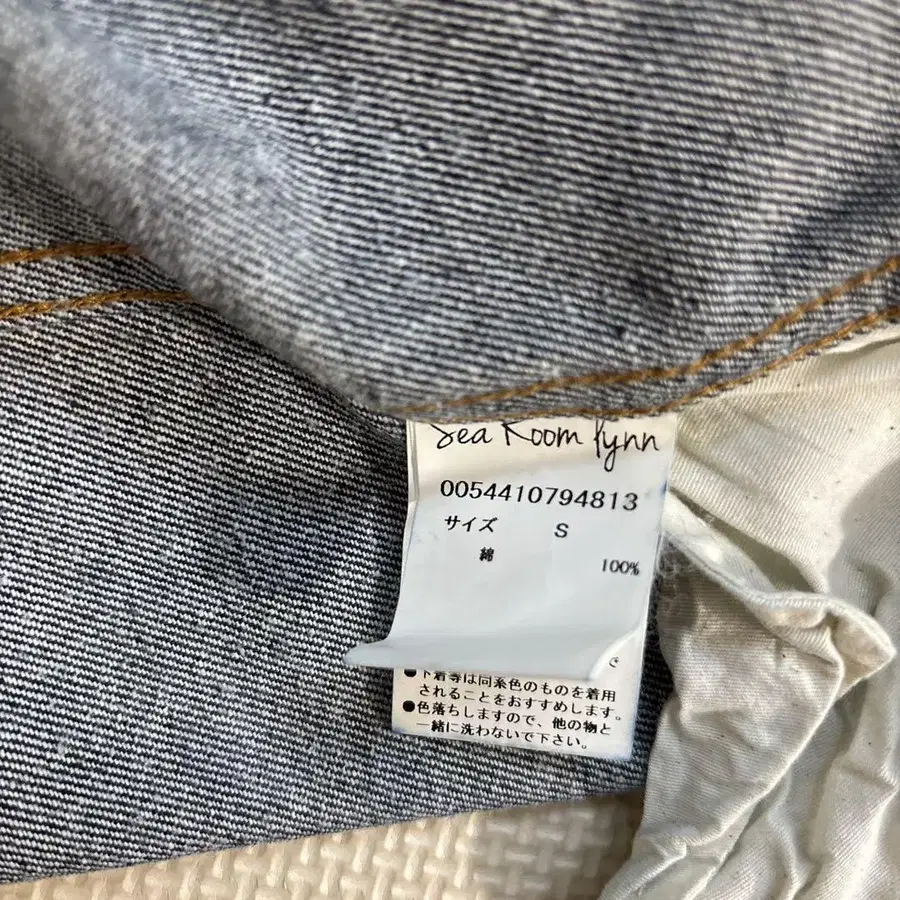 Sea Room lynn
0054410794813
サイズ S
綿 100%
で
●下着等は同系色のものを着用
されることをおすすめします。
●色落ちしますので、他の物と
一緒に洗わないで下さい。